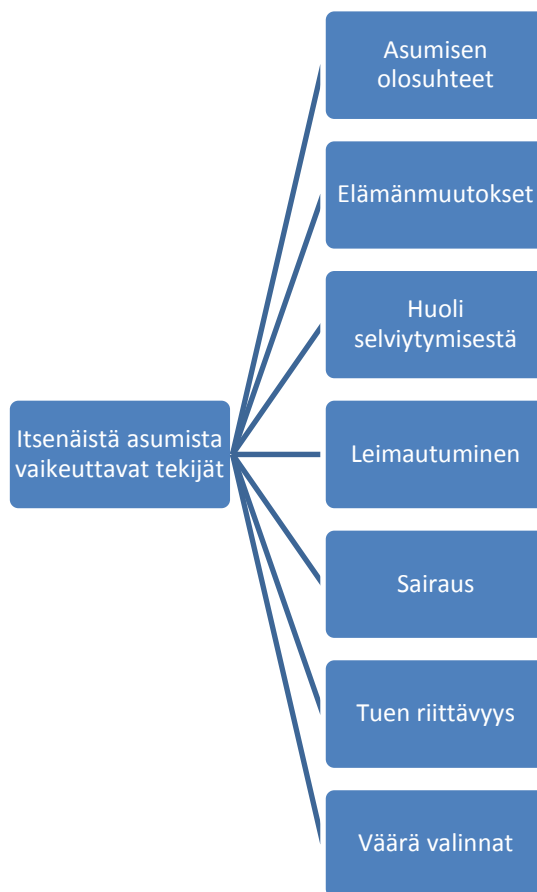 Asumisen
olosuhteet
Elämänmuutokset
Huoli
selviytymisestä
Itsenäistä asumista
vaikeuttavat tekijät
Leimautuminen
Sairaus
Tuen riittävyys
Väärä valinnat